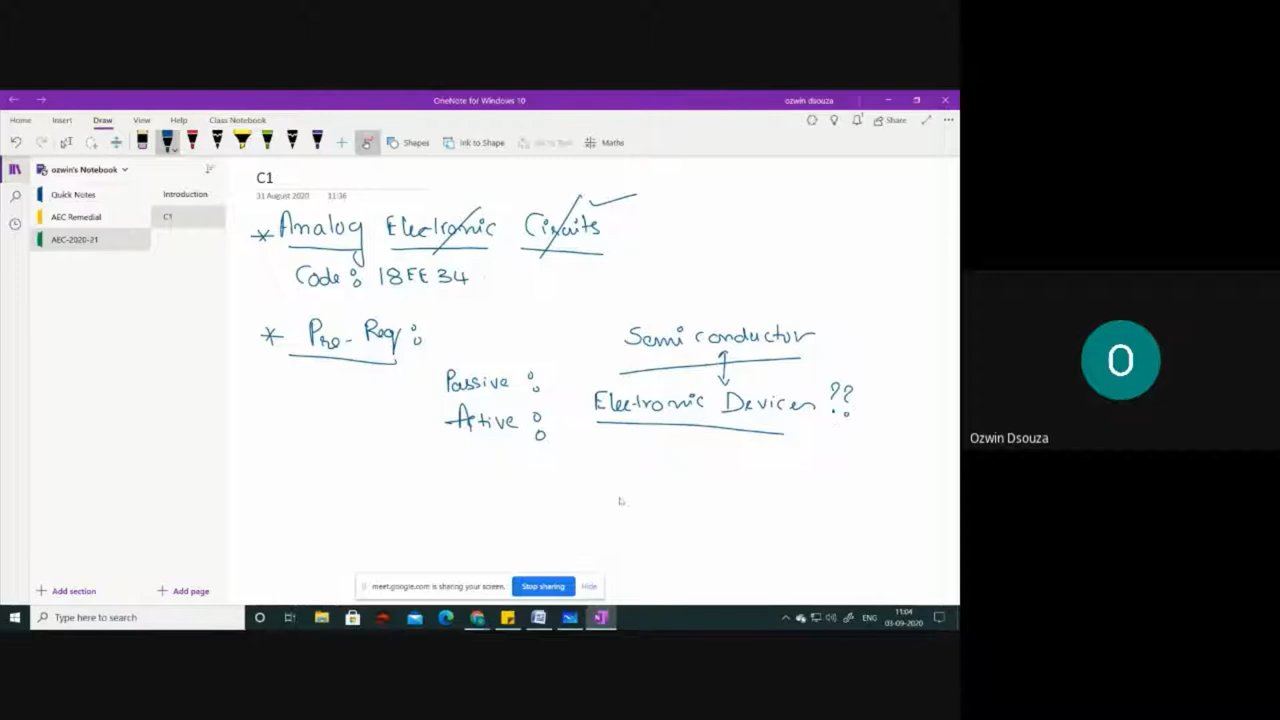 OneNote for Windows 10
ozwin dsouza
Home Insert Draw View Help Class Notebook
Share
Shapes Ink to Shape Ink to Text Maths
ozwin's Notebook
Quick Notes
AEC Remedial
AEC-2020-21
Introduction
C1
C1
31 August 2020 11:36
* Analog Electronic Circuits
Code : 18EE34
* Pre-Req :
Semiconductor
Passive :
Electronic Devices ??
Active :
meet.google.com is sharing your screen. Stop sharing Hide
+ Add section + Add page
Type here to search
ENG
11:04
03-09-2020
O
Ozwin Dsouza